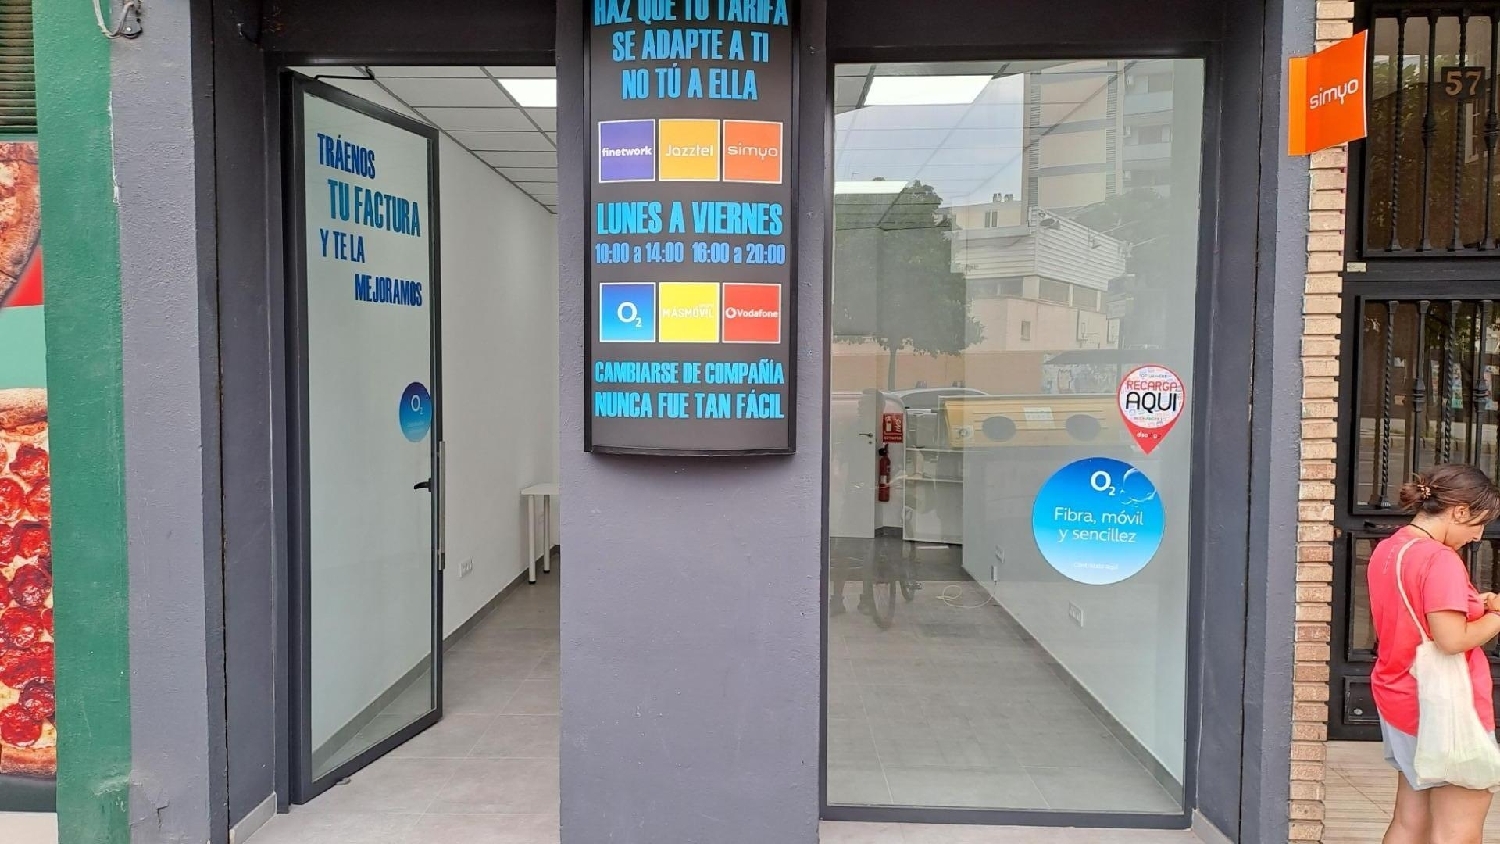 TRÁENOS
TU FACTURA
Y TE LA
MEJORAMOS
O2
HAZ QUE TU TARIFA
SE ADAPTE A TI
NO TÚ A ELLA
finetwork Jazztel simyo
LUNES A VIERNES
10:00 a 14:00 16:00 a 20:00
O2 MASMOVIL Vodafone
CAMBIARSE DE COMPAÑÍA
NUNCA FUE TAN FÁCIL
RECARGA
AQUI
O2
Fibra, móvil
y sencillez
simyo
57